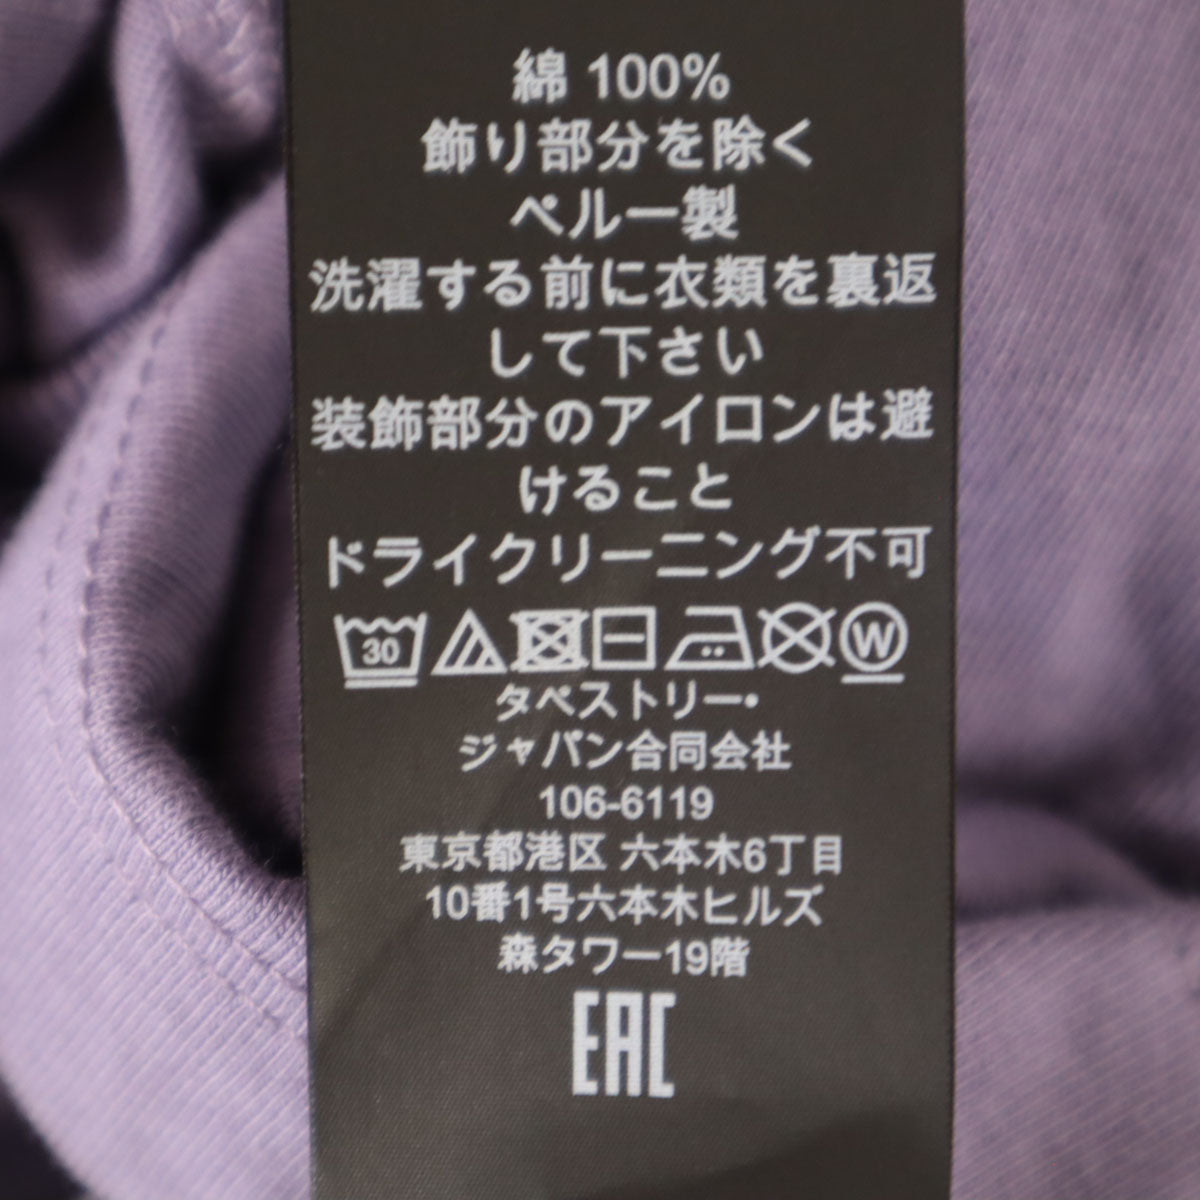 綿 100%
飾り部分を除く
ペルー製
洗濯する前に衣類を裏返
して下さい
装飾部分のアイロンは避
けること
ドライクリーニング不可
30 W
タペストリー・
ジャパン合同会社
106-6119
東京都港区 六本木6丁目
10番1号六本木ヒルズ
森タワー19階
EAC